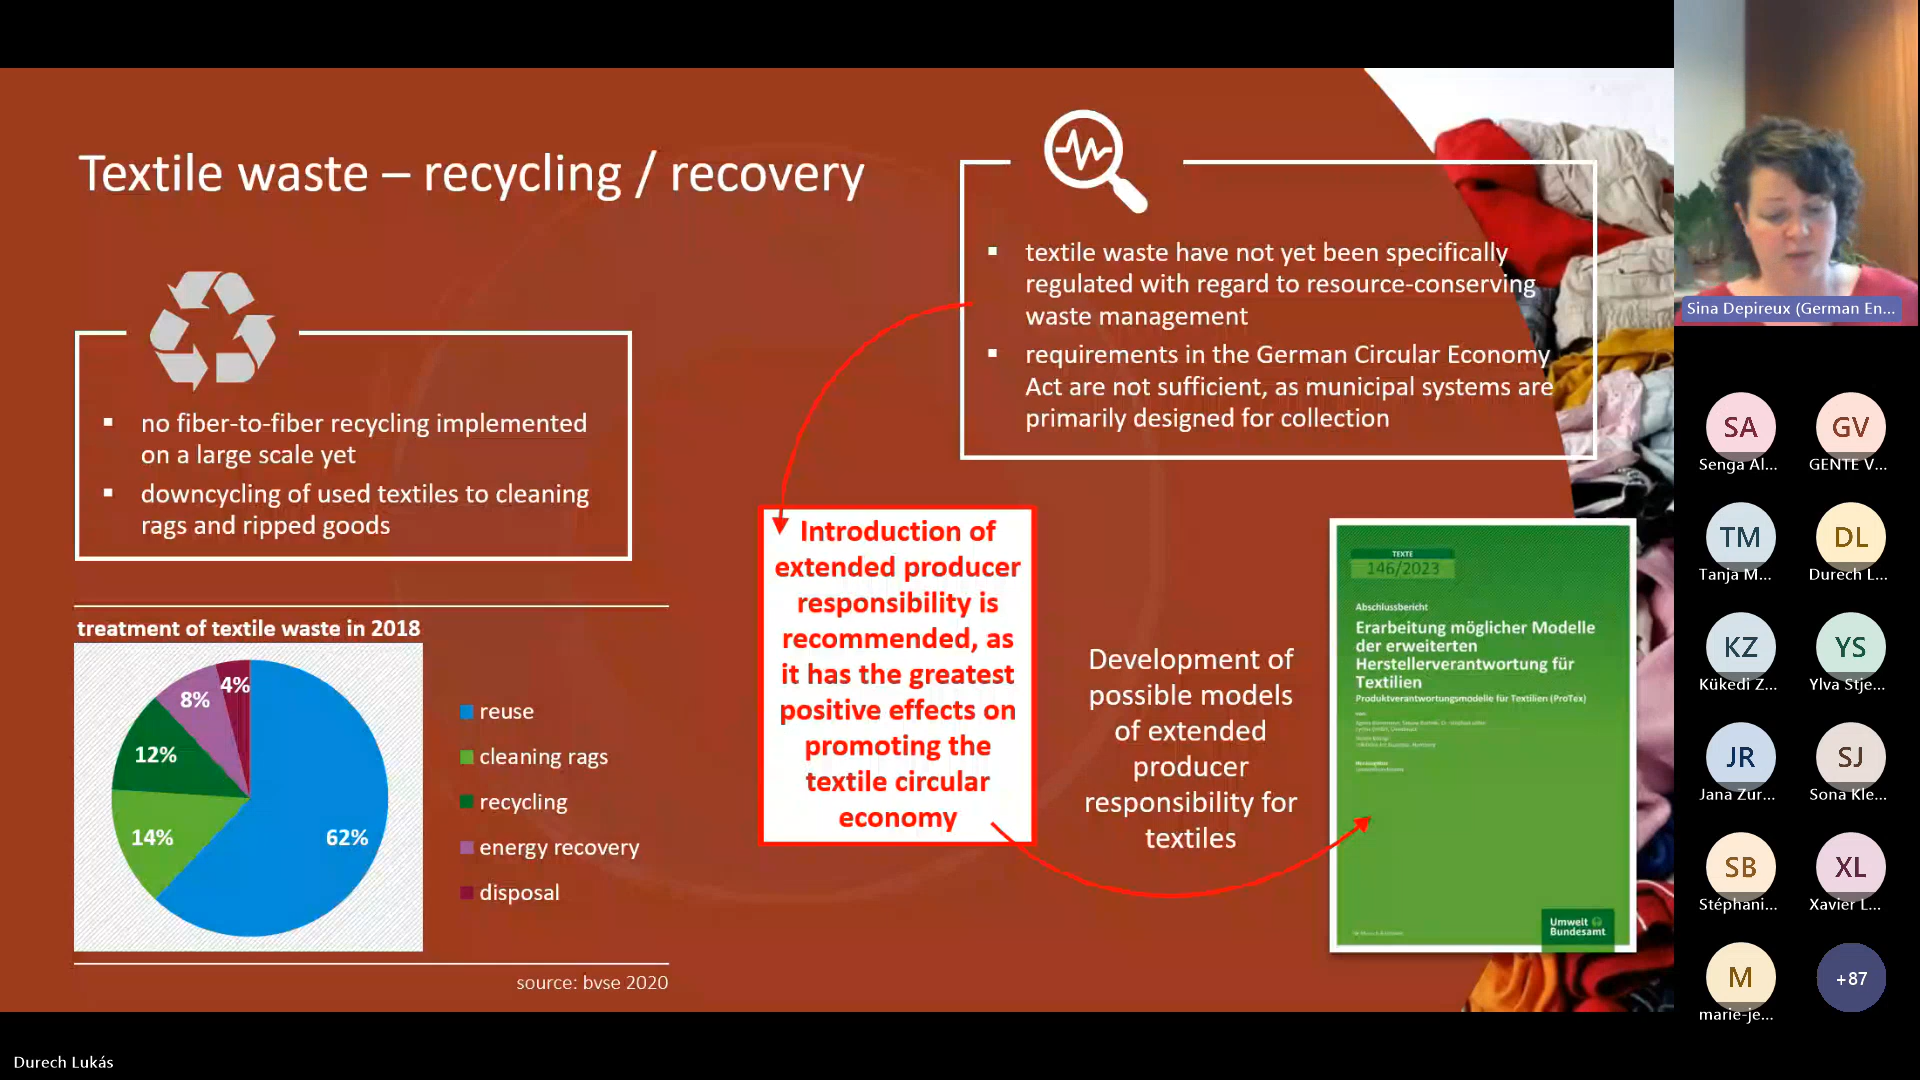 Textile waste – recycling / recovery
▪ no fiber-to-fiber recycling implemented
on a large scale yet
▪ downcycling of used textiles to cleaning
rags and ripped goods
treatment of textile waste in 2018
62%
14%
12%
8%
4%
reuse
cleaning rags
recycling
energy recovery
disposal
source: bvse 2020
▪ textile waste have not yet been specifically
regulated with regard to resource-conserving
waste management
▪ requirements in the German Circular Economy
Act are not sufficient, as municipal systems are
primarily designed for collection
Introduction of
extended producer
responsibility is
recommended, as
it has the greatest
positive effects on
promoting the
textile circular
economy
Development of
possible models
of extended
producer
responsibility for
textiles
TEXTE
146/2023
Abschlussbericht
Erarbeitung möglicher Modelle
der erweiterten
Herstellerverantwortung für
Textilien
Produktverantwortungsmodelle für Textilien (ProTex)
Umwelt
Bundesamt
Sina Depireux (German En...
SA
Senga Al...
GV
GENTE V...
TM
Tanja M...
DL
Durech L...
KZ
Kükedi Z...
YS
Ylva Stje...
JR
Jana Zur...
SJ
Sona Kle...
SB
Stéphani...
XL
Xavier L...
M
marie-je...
+87
Durech Lukás